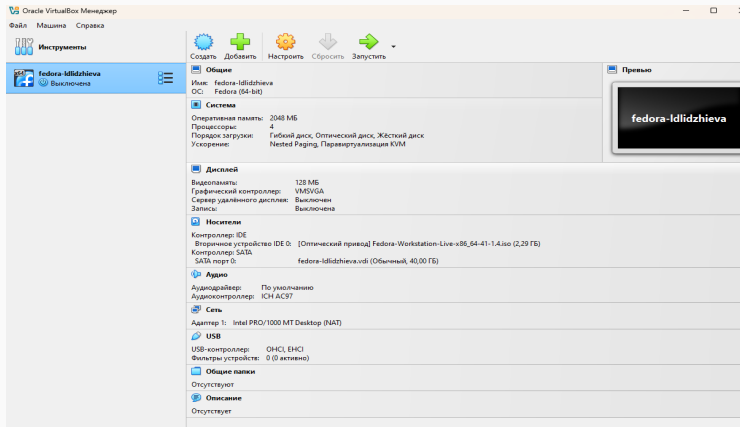 Oracle VirtualBox Менеджер
Файл Машина Справка
Инструменты
Создать Добавить Настроить Сбросить Запустить
fedora-ldlidzhieva
Выключена
Общие
Имя: fedora-ldlidzhieva
ОС: Fedora (64-bit)
Превью
fedora-ldlidzhieva
Система
Оперативная память: 2048 МБ
Процессоры: 4
Порядок загрузки: Гибкий диск, Оптический диск, Жёсткий диск
Ускорение: Nested Paging, Паравиртуализация KVM
Дисплей
Видеопамять: 128 МБ
Графический контроллер: VMSVGA
Сервер удалённого дисплея: Выключен
Запись: Выключена
Носители
Контроллер: IDE
Вторичное устройство IDE 0: [Оптический привод] Fedora-Workstation-Live-x86_64-41-1.4.iso (2,29 ГБ)
Контроллер: SATA
SATA порт 0: fedora-ldlidzhieva.vdi (Обычный, 40,00 ГБ)
Аудио
Аудиодрайвер: По умолчанию
Аудиоконтроллер: ICH AC97
Сеть
Адаптер 1: Intel PRO/1000 MT Desktop (NAT)
USB
USB-контроллер: OHCI, EHCI
Фильтры устройств: 0 (0 активно)
Общие папки
Отсутствуют
Описание
Отсутствует